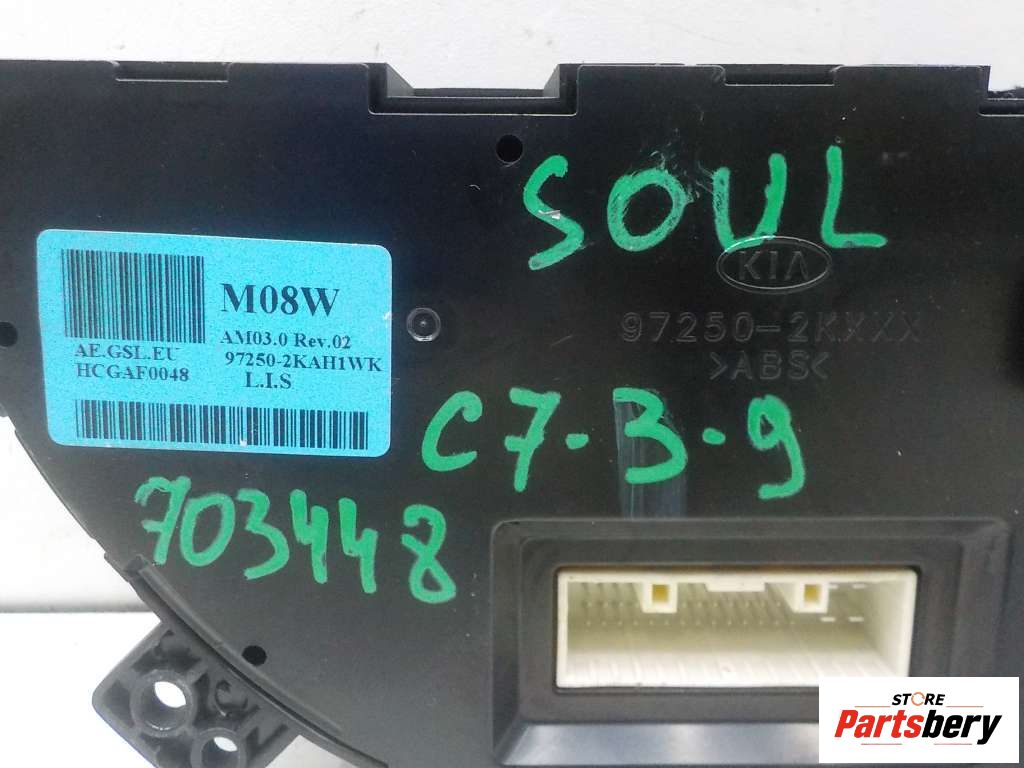 SOUL
KIA
97250-2KXXX
>ABS<
M08W
AM03.0 Rev.02
97250-2KAH1WK
L.I.S
AE.GSL.EU
HCGAF0048
C7-3-9
703448
STORE
Partsbery